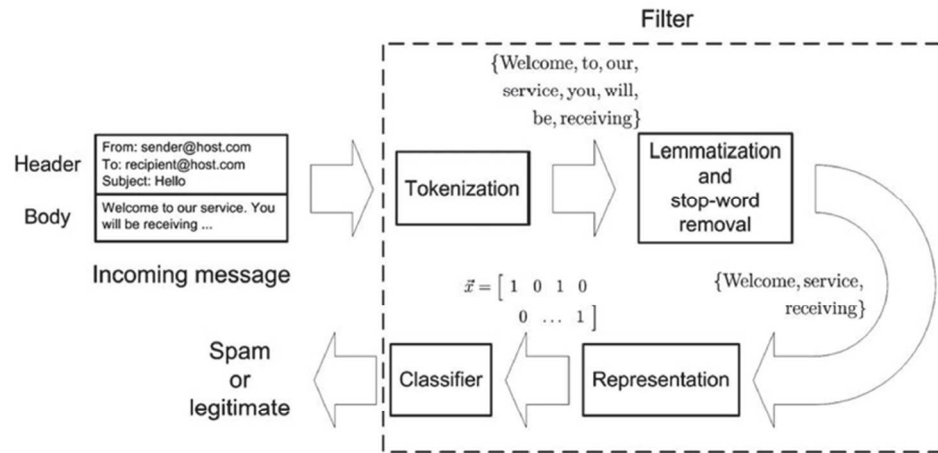 Filter
{Welcome, to, our,
service, you, will,
be, receiving}
Header
From: sender@host.com
To: recipient@host.com
Subject: Hello
Body
Welcome to our service. You
will be receiving ...
Incoming message
Tokenization
Lemmatization
and
stop-word
removal
{Welcome, service,
receiving}
x⃗ = [ 1 0 1 0
0 ... 1 ]
Representation
Classifier
Spam
or
legitimate